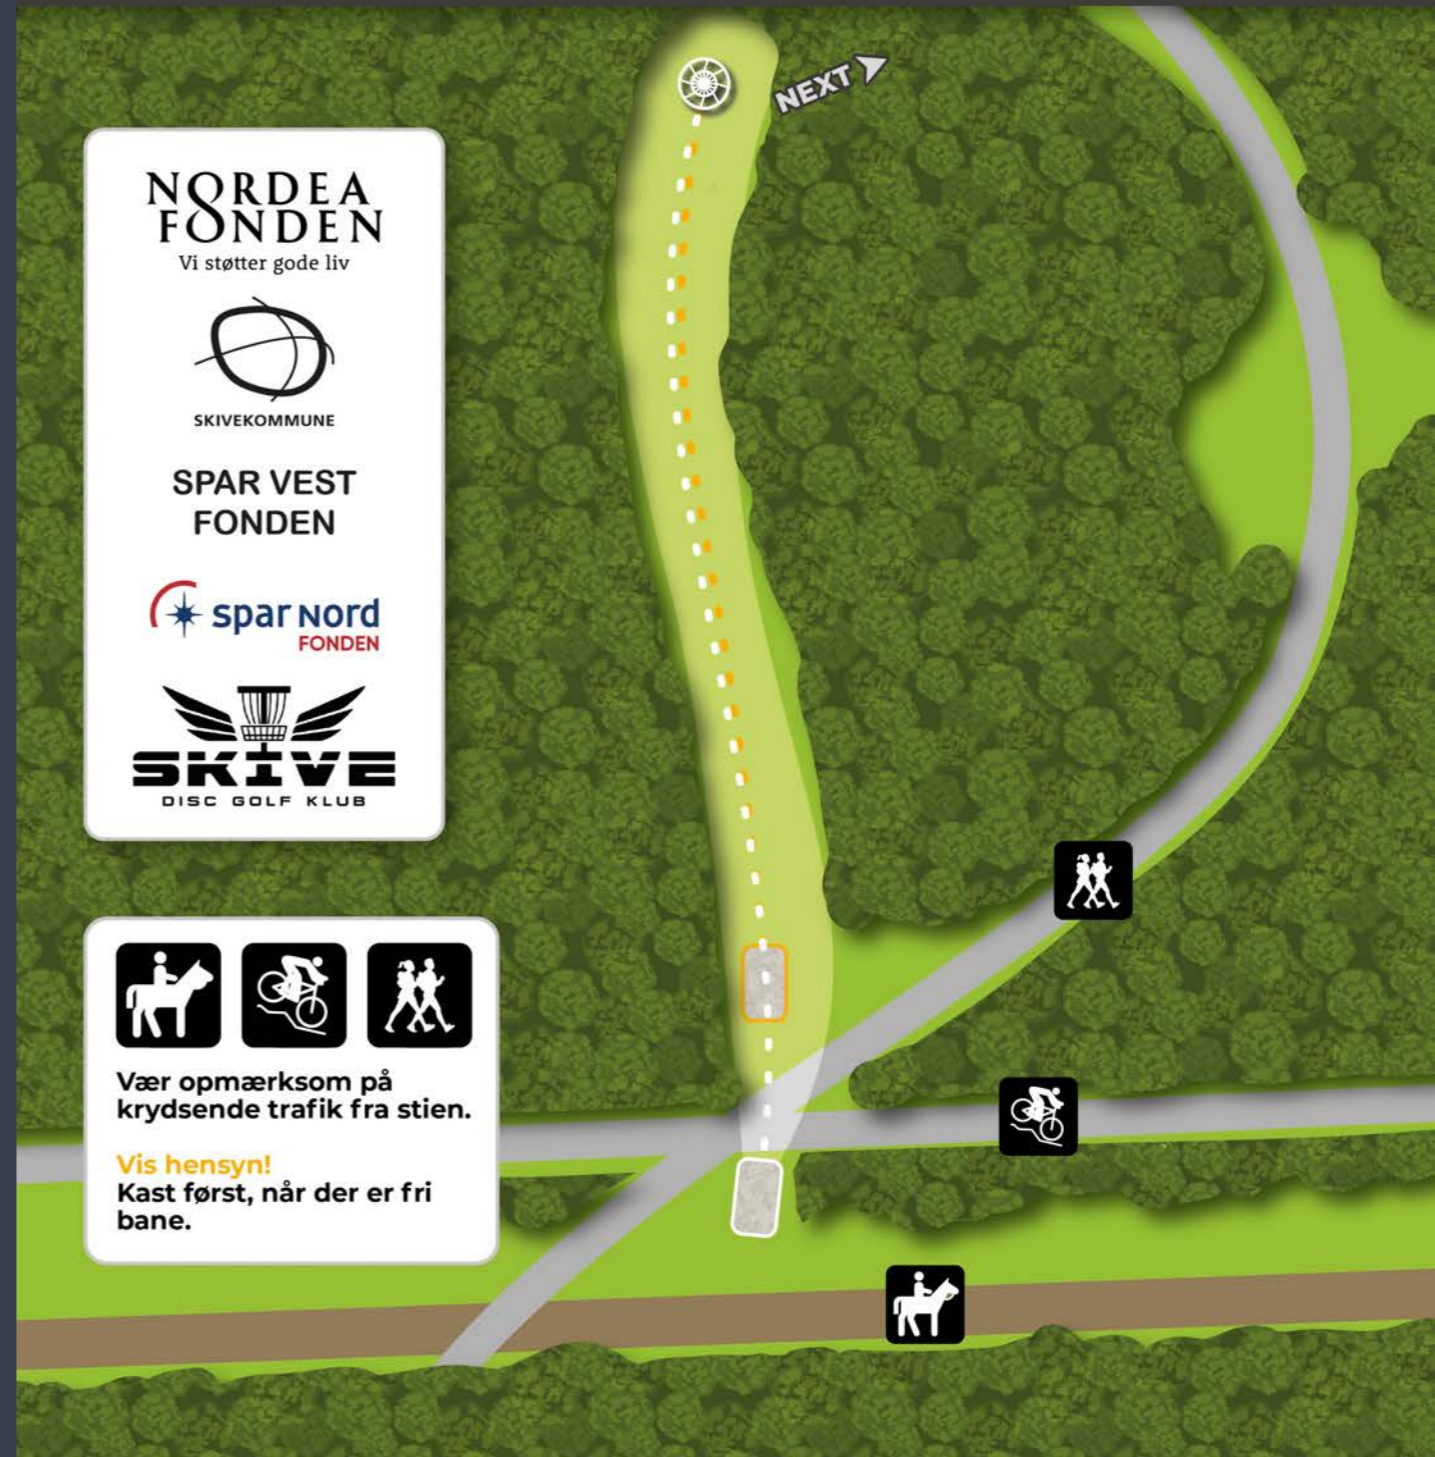 NEXT
NORDEA
FONDEN
Vi støtter gode liv
SKIVEKOMMUNE
SPAR VEST
FONDEN
spar nord
FONDEN
SKIVE
DISC GOLF KLUB
Vær opmærksom på
krydsende trafik fra stien.
Vis hensyn!
Kast først, når der er fri
bane.